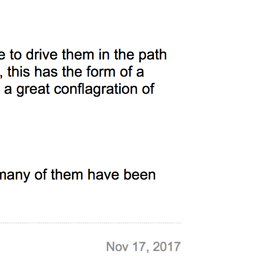 e to drive them in the path
, this has the form of a
a great conflagration of
many of them have been
Nov 17, 2017